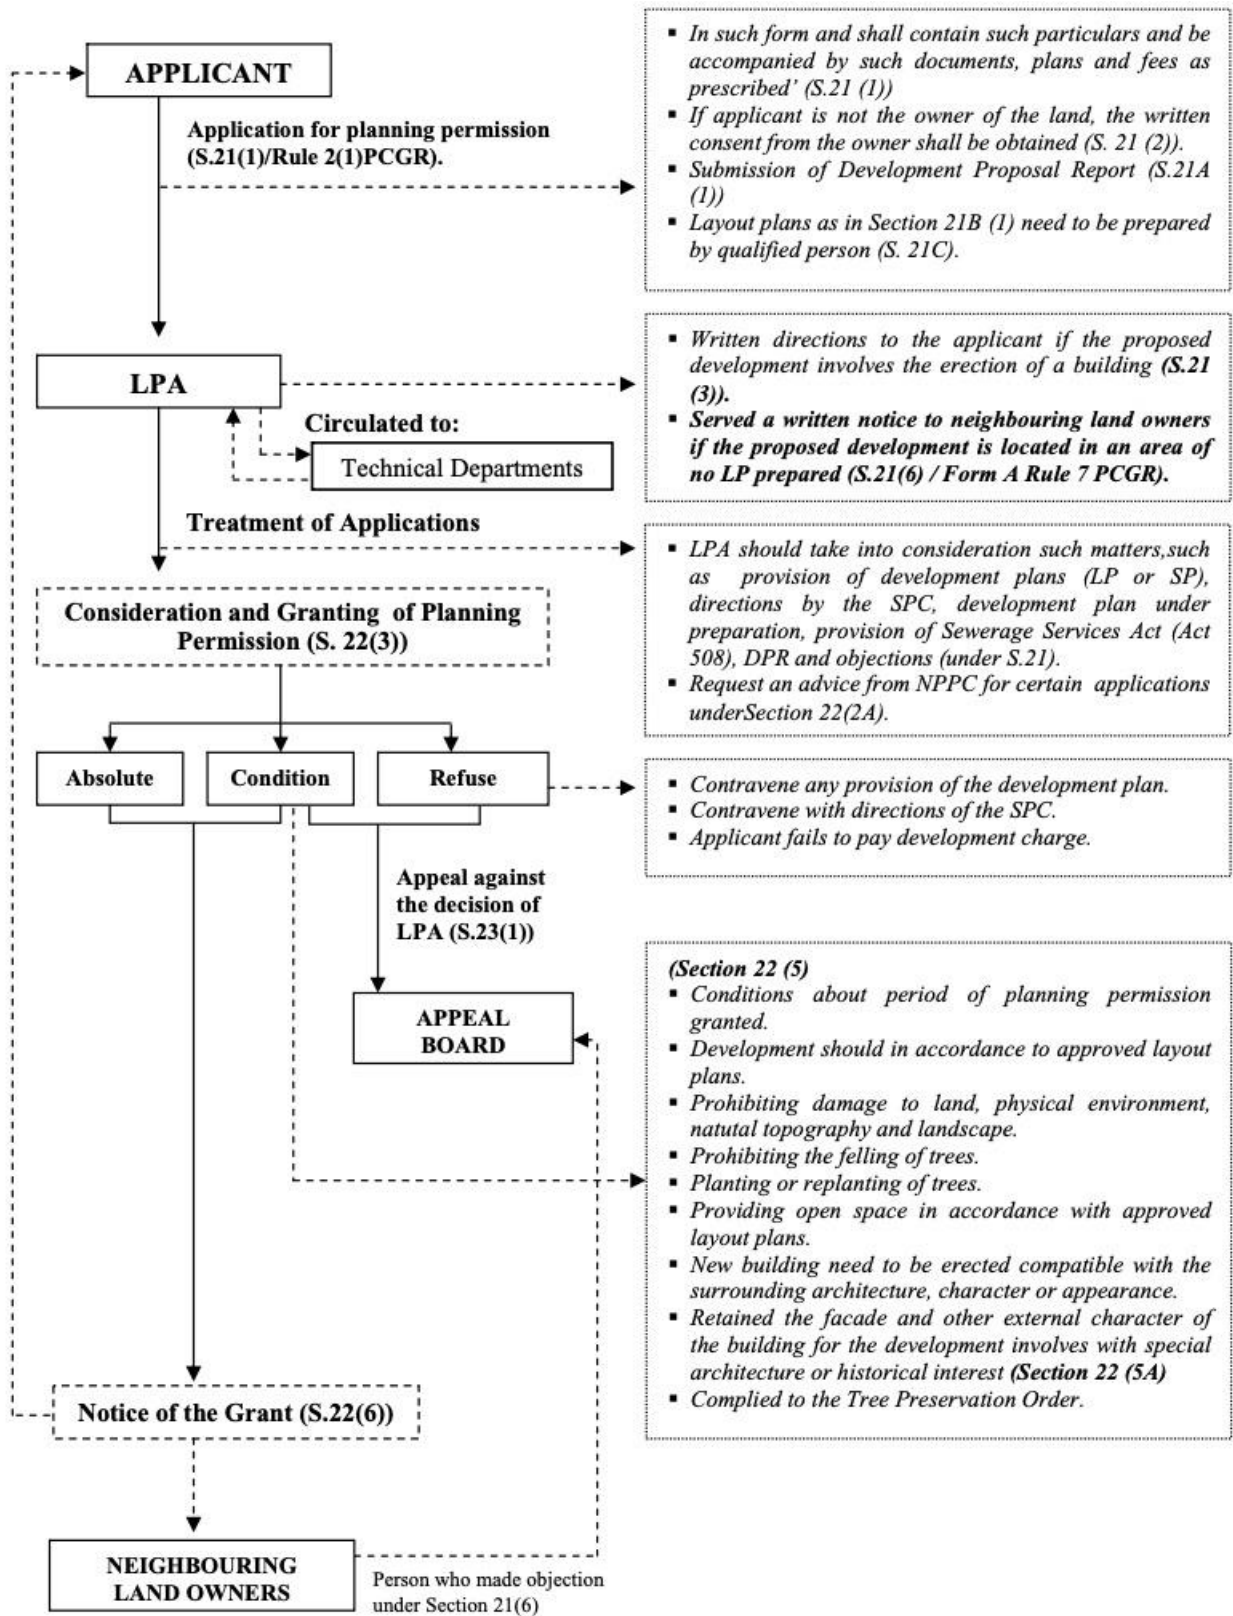 APPLICANT
Application for planning permission
(S.21(1)/Rule 2(1)PCGR).
▪ In such form and shall contain such particulars and be
accompanied by such documents, plans and fees as
prescribed' (S.21 (1))
▪ If applicant is not the owner of the land, the written
consent from the owner shall be obtained (S. 21 (2)).
▪ Submission of Development Proposal Report (S.21A
(1))
▪ Layout plans as in Section 21B (1) need to be prepared
by qualified person (S. 21C).
LPA
Circulated to:
Technical Departments
▪ Written directions to the applicant if the proposed
development involves the erection of a building (S.21
(3)).
▪ Served a written notice to neighbouring land owners
if the proposed development is located in an area of
no LP prepared (S.21(6) / Form A Rule 7 PCGR).
Treatment of Applications
▪ LPA should take into consideration such matters,such
as provision of development plans (LP or SP),
directions by the SPC, development plan under
preparation, provision of Sewerage Services Act (Act
508), DPR and objections (under S.21).
▪ Request an advice from NPPC for certain applications
underSection 22(2A).
Consideration and Granting of Planning
Permission (S. 22(3))
Absolute
Condition
Refuse
▪ Contravene any provision of the development plan.
▪ Contravene with directions of the SPC.
▪ Applicant fails to pay development charge.
Appeal against
the decision of
LPA (S.23(1))
APPEAL
BOARD
(Section 22 (5)
▪ Conditions about period of planning permission
granted.
▪ Development should in accordance to approved layout
plans.
▪ Prohibiting damage to land, physical environment,
natutal topography and landscape.
▪ Prohibiting the felling of trees.
▪ Planting or replanting of trees.
▪ Providing open space in accordance with approved
layout plans.
▪ New building need to be erected compatible with the
surrounding architecture, character or appearance.
▪ Retained the facade and other external character of
the building for the development involves with special
architecture or historical interest (Section 22 (5A)
▪ Complied to the Tree Preservation Order.
Notice of the Grant (S.22(6))
NEIGHBOURING
LAND OWNERS
Person who made objection
under Section 21(6)